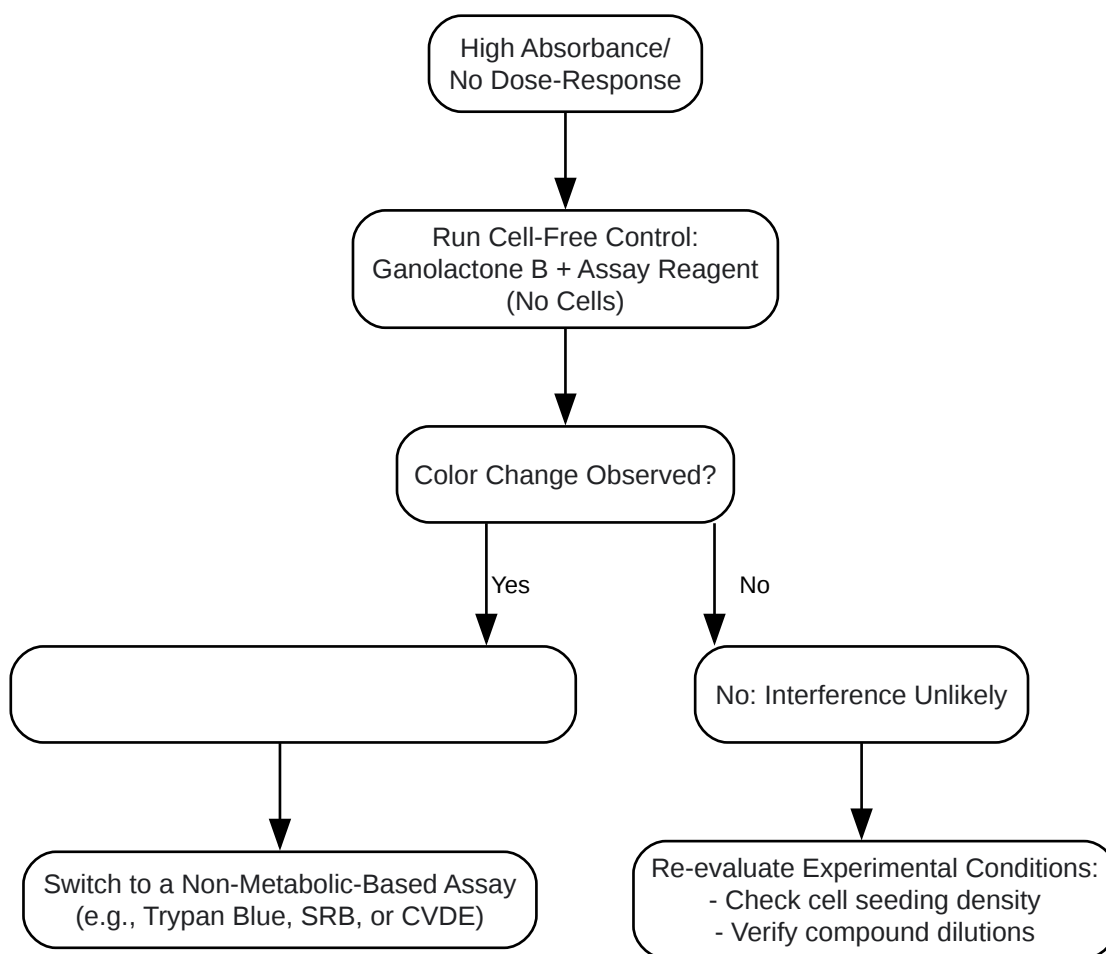 High Absorbance/
No Dose-Response
Run Cell-Free Control:
Ganolactone B + Assay Reagent
(No Cells)
Color Change Observed?
Yes
No
No: Interference Unlikely
Switch to a Non-Metabolic-Based Assay
(e.g., Trypan Blue, SRB, or CVDE)
Re-evaluate Experimental Conditions:
- Check cell seeding density
- Verify compound dilutions